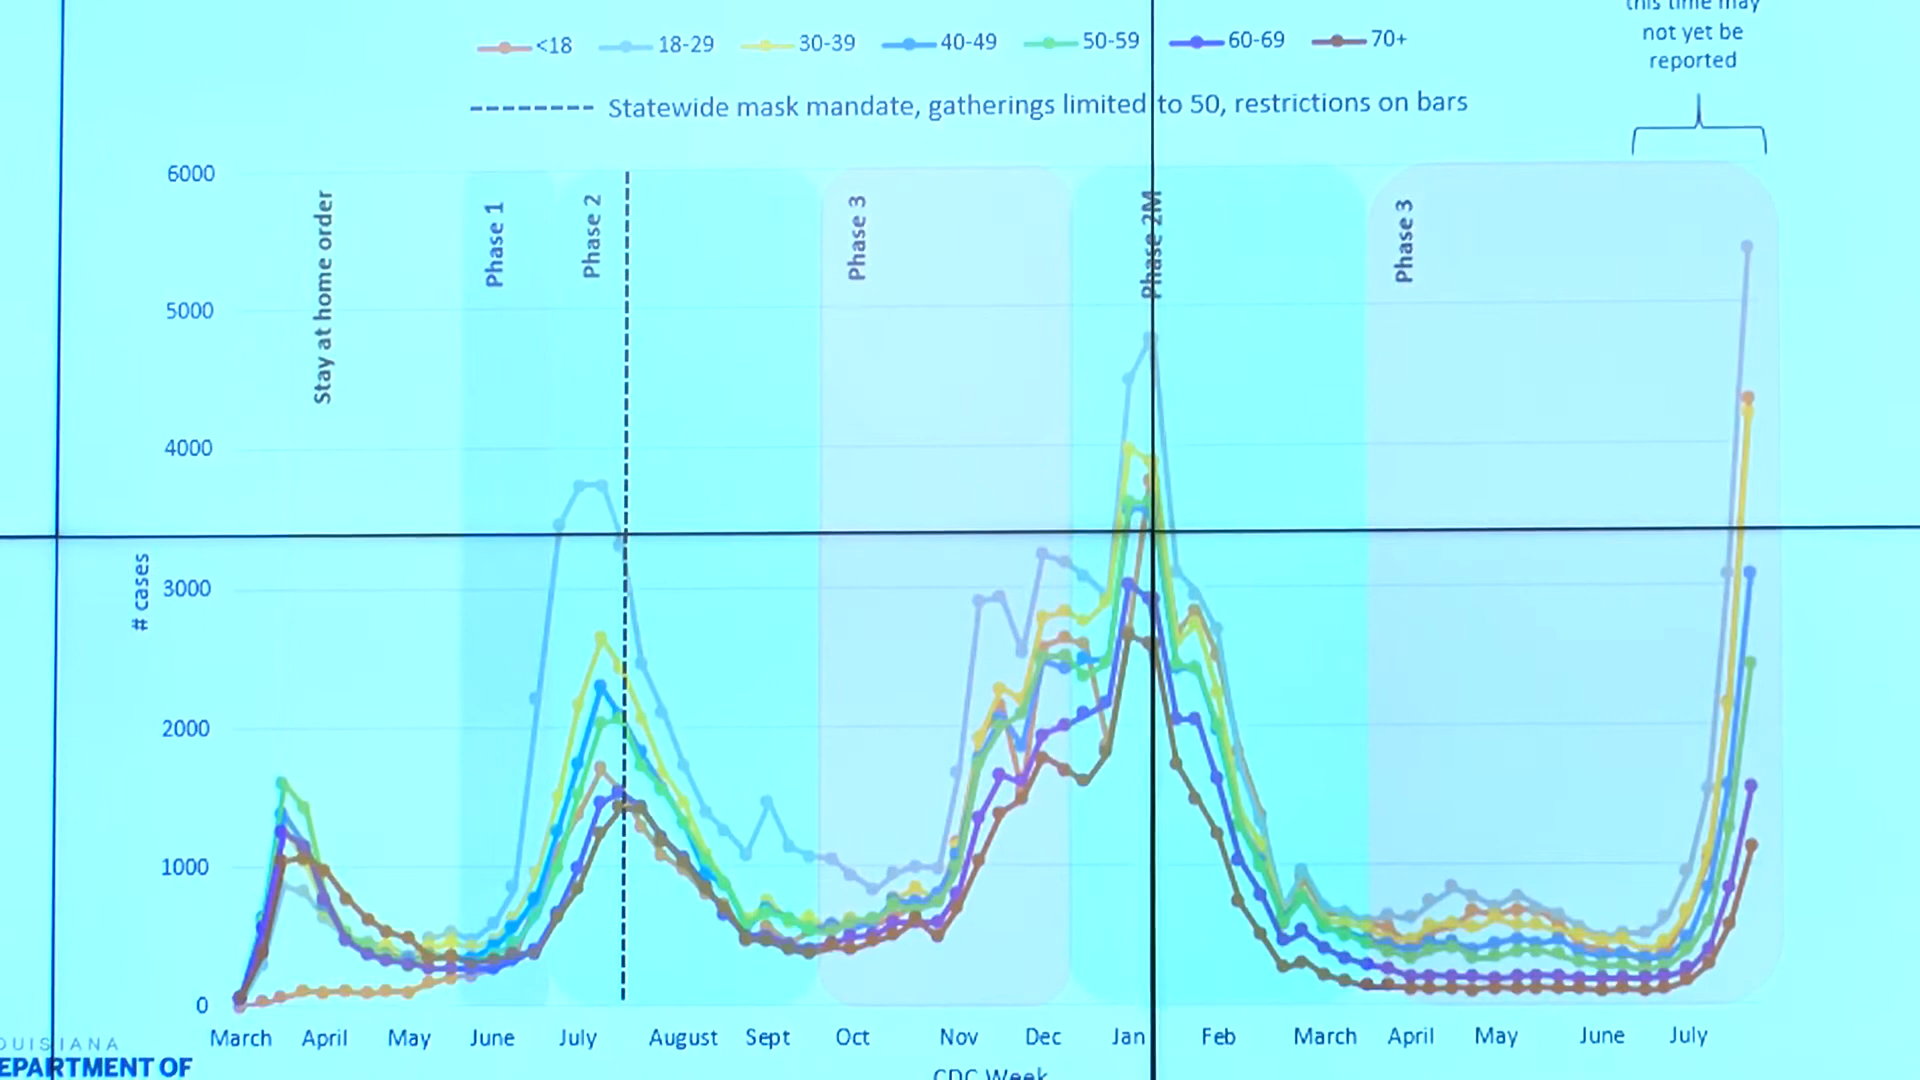 this time may
not yet be
reported
<18 18-29 30-39 40-49 50-59 60-69 70+
Statewide mask mandate, gatherings limited to 50, restrictions on bars
6000
5000
4000
3000
2000
1000
0
# cases
Stay at home order
Phase 1
Phase 2
Phase 3
Phase 2M
Phase 3
March April May June July August Sept Oct Nov Dec Jan Feb March April May June July
CDC Week
OUISIANA
EPARTMENT OF